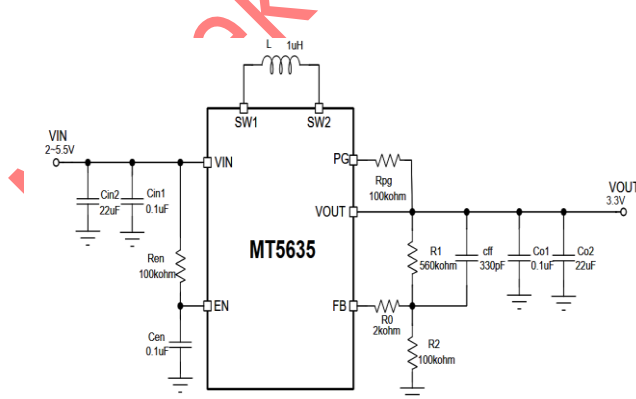 L 1uH
SW1 SW2
VIN
2~5.5V
VIN
Cin2
22uF
Cin1
0.1uF
Ren
100kohm
EN
Cen
0.1uF
MT5635
PG
Rpg
100kohm
VOUT
VOUT
3.3V
R1
560kohm
cff
330pF
Co1
0.1uF
Co2
22uF
FB
R0
2kohm
R2
100kohm